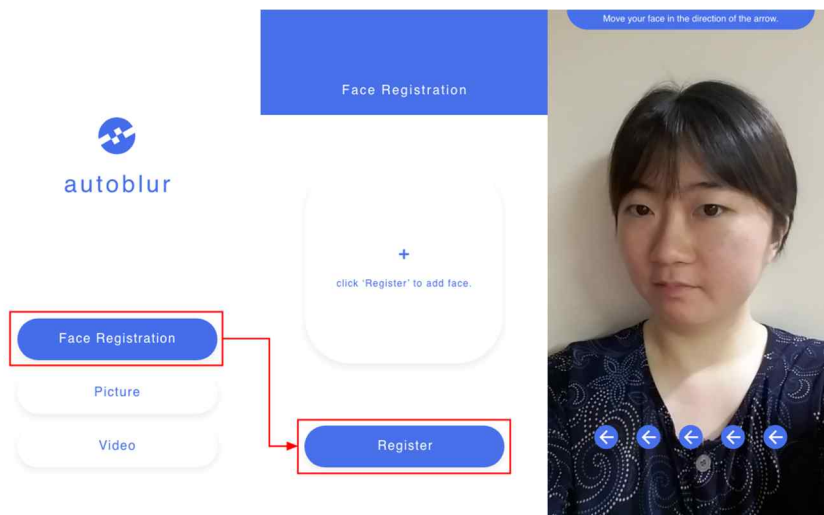 autoblur
Face Registration
Picture
Video
Face Registration
+
click ‘Register’ to add face.
Register
Move your face in the direction of the arrow.